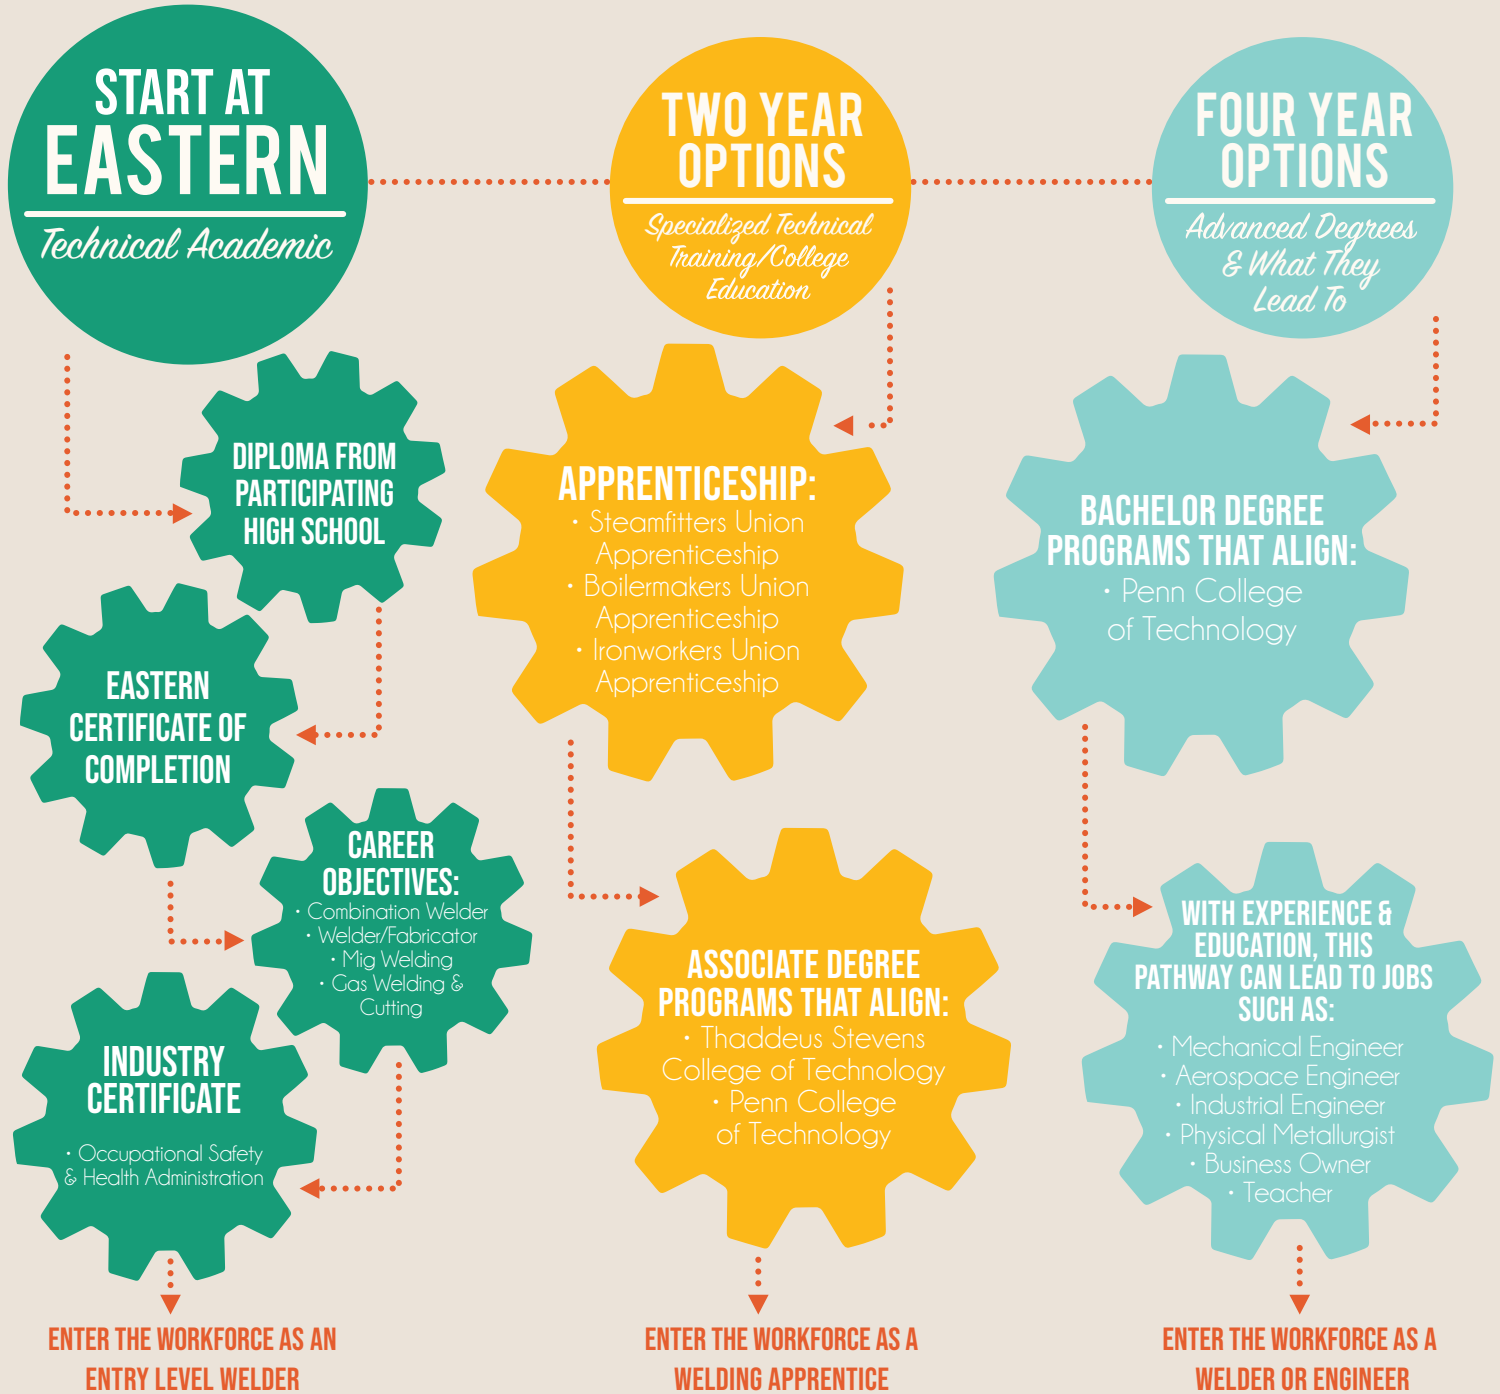 START AT
EASTERN
Technical Academic
DIPLOMA FROM
PARTICIPATING
HIGH SCHOOL
EASTERN
CERTIFICATE OF
COMPLETION
CAREER
OBJECTIVES:
• Combination Welder
• Welder/Fabricator
• Mig Welding
• Gas Welding &
Cutting
INDUSTRY
CERTIFICATE
• Occupational Safety
& Health Administration
ENTER THE WORKFORCE AS AN
ENTRY LEVEL WELDER
TWO YEAR
OPTIONS
Specialized Technical
Training/College
Education
APPRENTICESHIP:
• Steamfitters Union
Apprenticeship
• Boilermakers Union
Apprenticeship
• Ironworkers Union
Apprenticeship
ASSOCIATE DEGREE
PROGRAMS THAT ALIGN:
• Thaddeus Stevens
College of Technology
• Penn College
of Technology
ENTER THE WORKFORCE AS A
WELDING APPRENTICE
FOUR YEAR
OPTIONS
Advanced Degrees
& What They
Lead To
BACHELOR DEGREE
PROGRAMS THAT ALIGN:
• Penn College
of Technology
WITH EXPERIENCE &
EDUCATION, THIS
PATHWAY CAN LEAD TO JOBS
SUCH AS:
• Mechanical Engineer
• Aerospace Engineer
• Industrial Engineer
• Physical Metallurgist
• Business Owner
• Teacher
ENTER THE WORKFORCE AS A
WELDER OR ENGINEER